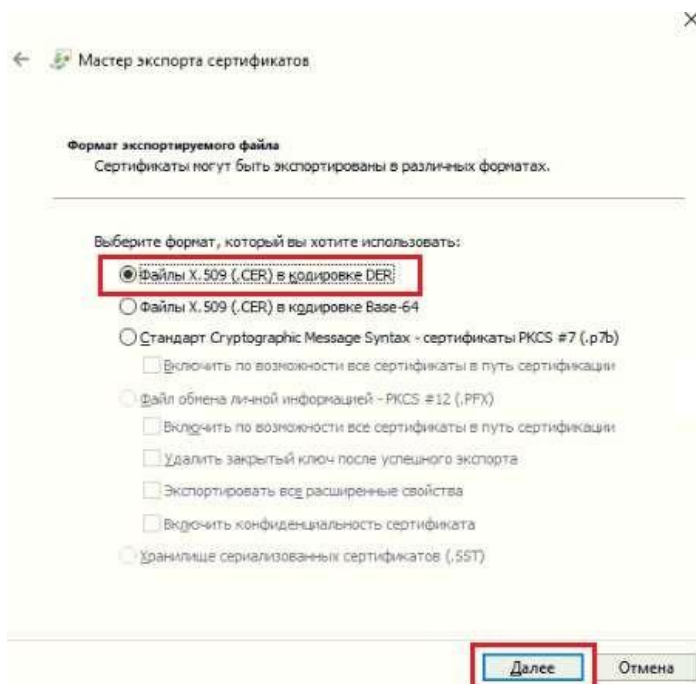 Мастер экспорта сертификатов
Формат экспортируемого файла
Сертификаты могут быть экспортированы в различных форматах.
Выберите формат, который вы хотите использовать:
Файлы X.509 (.CER) в кодировке DER
Файлы X.509 (.CER) в кодировке Base-64
Стандарт Cryptographic Message Syntax - сертификаты PKCS #7 (.p7b)
Включить по возможности все сертификаты в путь сертификации
Файл обмена личной информацией - PKCS #12 (.PFX)
Включить по возможности все сертификаты в путь сертификации
Удалить закрытый ключ после успешного экспорта
Экспортировать все расширенные свойства
Включить конфиденциальность сертификата
Хранилище сериализованных сертификатов (.SST)
Далее
Отмена